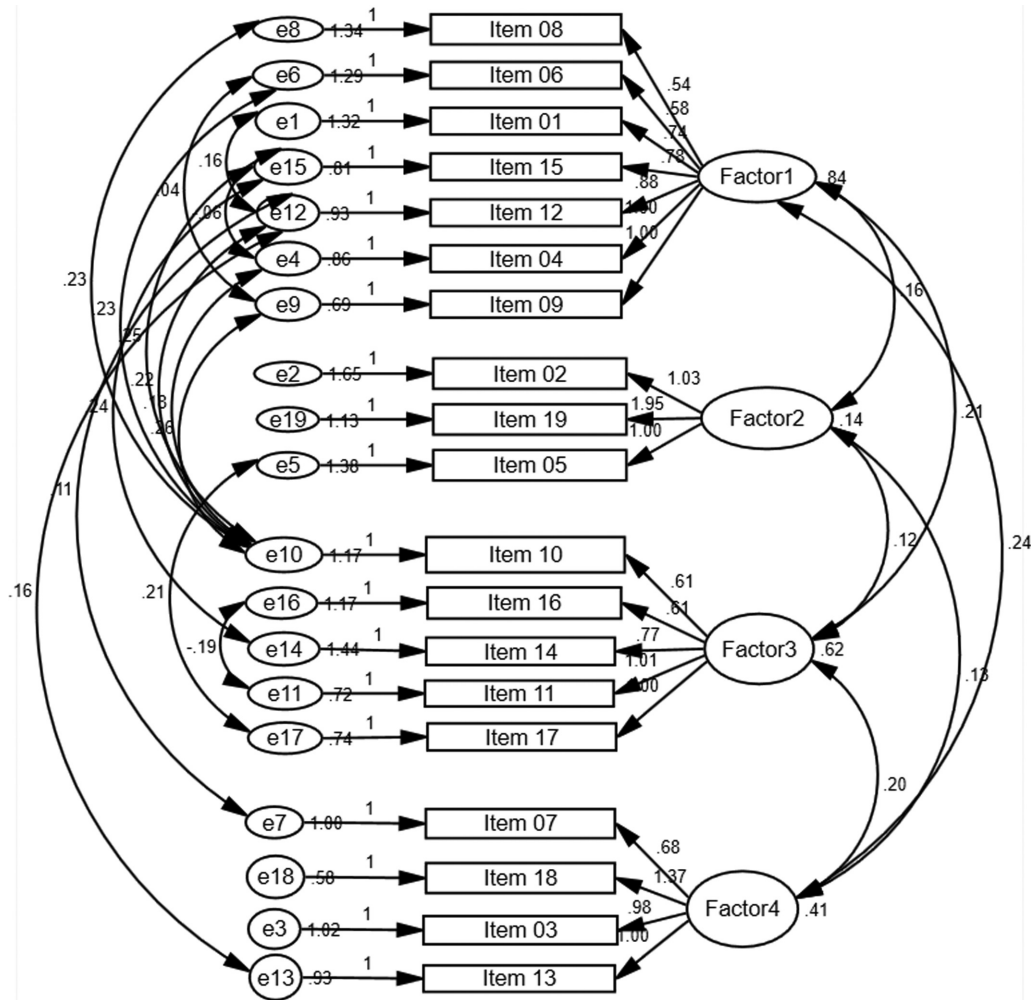 e8 1.34 1 Item 08
e6 1.29 1 Item 06
e1 1.32 1 Item 01
e15 .81 1 Item 15
e12 .93 1 Item 12
e4 .86 1 Item 04
e9 .69 1 Item 09
.54
.58
.74
.78
.88
1.00
Factor1 .84
.16
.04
.06
.23
.23
.25
.22
.24
.26
.16
e2 1.65 1 Item 02
e19 1.13 1 Item 19
e5 1.38 1 Item 05
1.03
1.95
1.00
Factor2 .14
.21
.11
.16
.21
-.19
.12
.24
e10 1.17 1 Item 10
e16 1.17 1 Item 16
e14 1.44 1 Item 14
e11 .72 1 Item 11
e17 .74 1 Item 17
.61
.61
.77
1.01
Factor3 .62
.13
.20
e7 1.00 1 Item 07
e18 .58 1 Item 18
e3 1.02 1 Item 03
e13 .93 1 Item 13
.68
1.37
.98
1.00
Factor4 .41